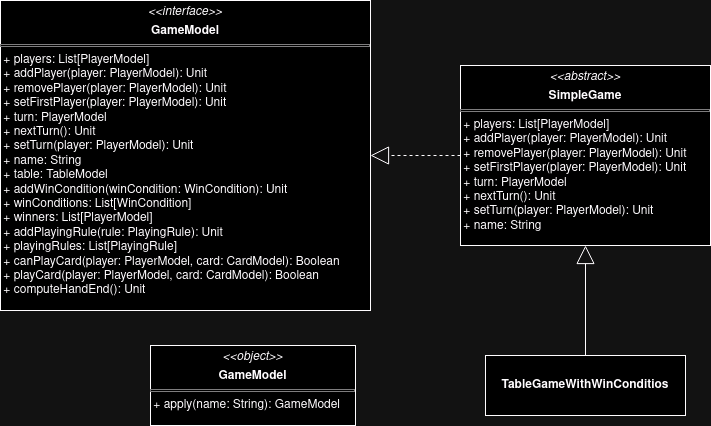 <<interface>>
GameModel
+ players: List[PlayerModel]
+ addPlayer(player: PlayerModel): Unit
+ removePlayer(player: PlayerModel): Unit
+ setFirstPlayer(player: PlayerModel): Unit
+ turn: PlayerModel
+ nextTurn(): Unit
+ setTurn(player: PlayerModel): Unit
+ name: String
+ table: TableModel
+ addWinCondition(winCondition: WinCondition): Unit
+ winConditions: List[WinCondition]
+ winners: List[PlayerModel]
+ addPlayingRule(rule: PlayingRule): Unit
+ playingRules: List[PlayingRule]
+ canPlayCard(player: PlayerModel, card: CardModel): Boolean
+ playCard(player: PlayerModel, card: CardModel): Boolean
+ computeHandEnd(): Unit
<<abstract>>
SimpleGame
+ players: List[PlayerModel]
+ addPlayer(player: PlayerModel): Unit
+ removePlayer(player: PlayerModel): Unit
+ setFirstPlayer(player: PlayerModel): Unit
+ turn: PlayerModel
+ nextTurn(): Unit
+ setTurn(player: PlayerModel): Unit
+ name: String
<<object>>
GameModel
+ apply(name: String): GameModel
TableGameWithWinConditios